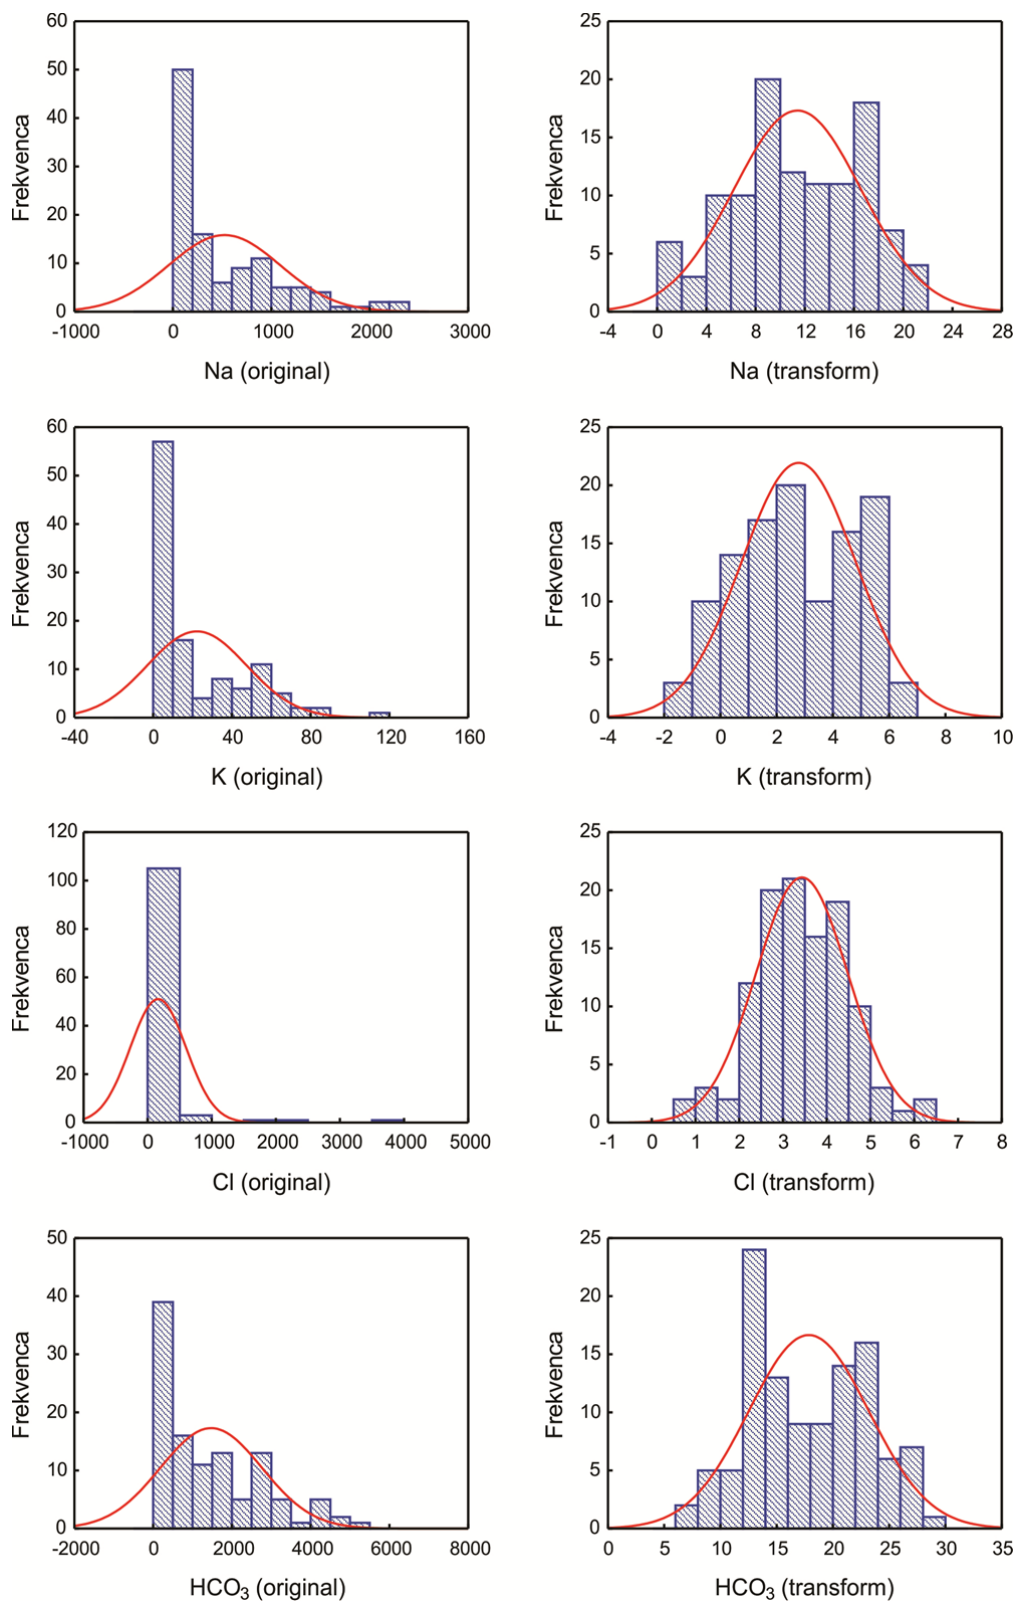 60
50
40
30
20
10
0
Frekvenca
-1000 0 1000 2000 3000
Na (original)
25
20
15
10
5
0
Frekvenca
-4 0 4 8 12 16 20 24 28
Na (transform)
60
50
40
30
20
10
0
Frekvenca
-40 0 40 80 120 160
K (original)
25
20
15
10
5
0
Frekvenca
-4 -2 0 2 4 6 8 10
K (transform)
120
100
80
60
40
20
0
Frekvenca
-1000 0 1000 2000 3000 4000 5000
Cl (original)
25
20
15
10
5
0
Frekvenca
-1 0 1 2 3 4 5 6 7 8
Cl (transform)
50
40
30
20
10
0
Frekvenca
-2000 0 2000 4000 6000 8000
HCO₃ (original)
25
20
15
10
5
0
Frekvenca
0 5 10 15 20 25 30 35
HCO₃ (transform)